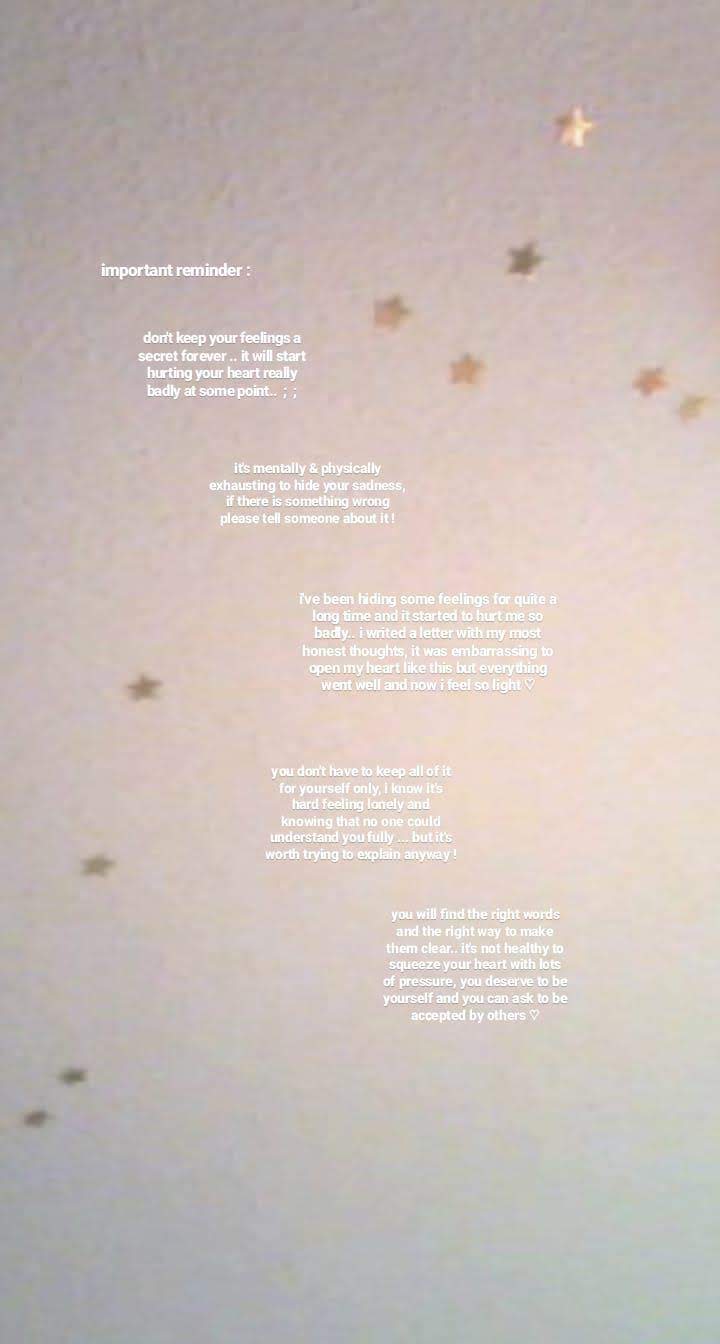 important reminder :
don't keep your feelings a
secret forever .. it will start
hurting your heart really
badly at some point.. ; ;
it's mentally & physically
exhausting to hide your sadness,
if there is something wrong
please tell someone about it !
i've been hiding some feelings for quite a
long time and it started to hurt me so
badly.. i writed a letter with my most
honest thoughts, it was embarrassing to
open my heart like this but everything
went well and now i feel so light ♡
you don't have to keep all of it
for yourself only, i know it's
hard feeling lonely and
knowing that no one could
understand you fully ... but it's
worth trying to explain anyway !
you will find the right words
and the right way to make
them clear.. it's not healthy to
squeeze your heart with lots
of pressure, you deserve to be
yourself and you can ask to be
accepted by others ♡